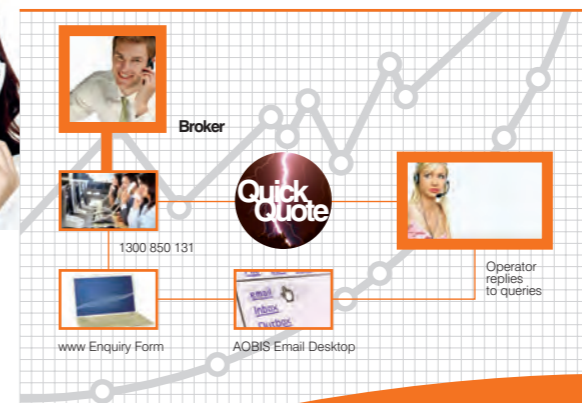 Broker
Quick
Quote
1300 850 131
Operator
replies
to queries
email
Inbox
Outbox
www Enquiry Form
AOBIS Email Desktop